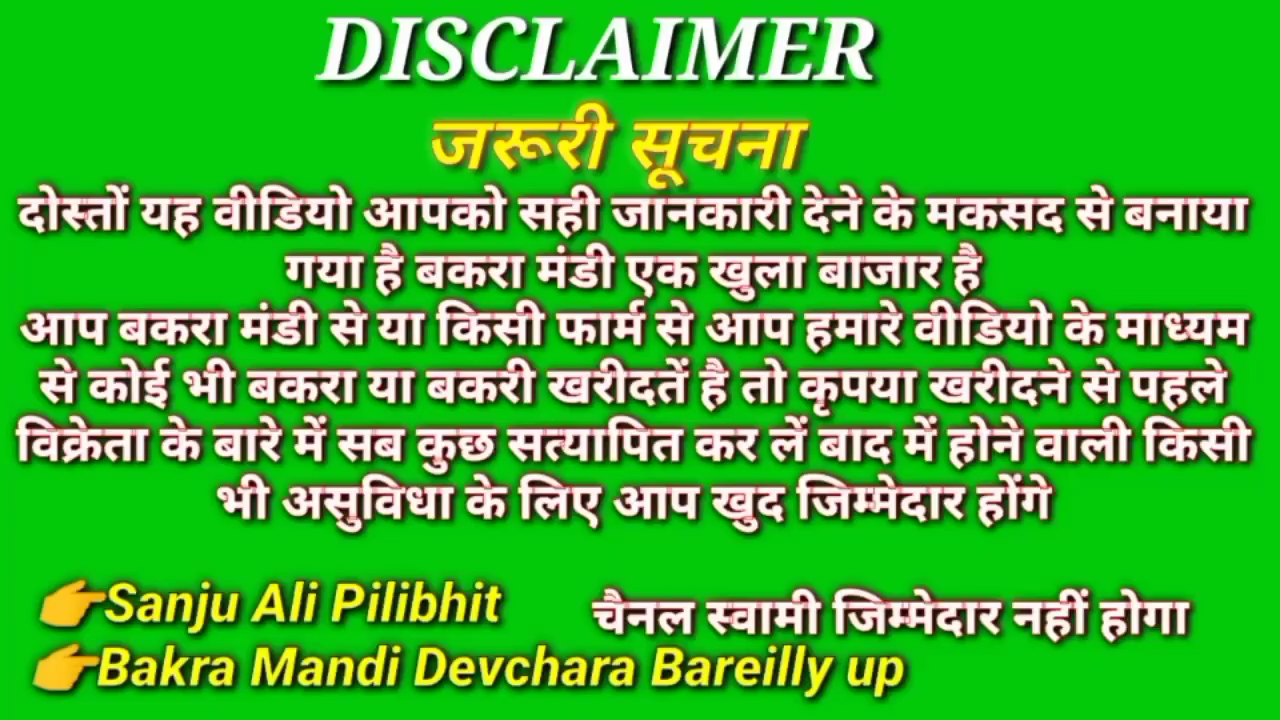 DISCLAIMER
जरूरी सूचना
दोस्तों यह वीडियो आपको सही जानकारी देने के मकसद से बनाया
गया है बकरा मंडी एक खुला बाजार है
आप बकरा मंडी से या किसी फार्म से आप हमारे वीडियो के माध्यम
से कोई भी बकरा या बकरी खरीदतें है तो कृपया खरीदने से पहले
विक्रेता के बारे में सब कुछ सत्यापित कर लें बाद में होने वाली किसी
भी असुविधा के लिए आप खुद जिम्मेदार होंगे
👉Sanju Ali Pilibhit
चैनल स्वामी जिम्मेदार नहीं होगा
👉Bakra Mandi Devchara Bareilly up